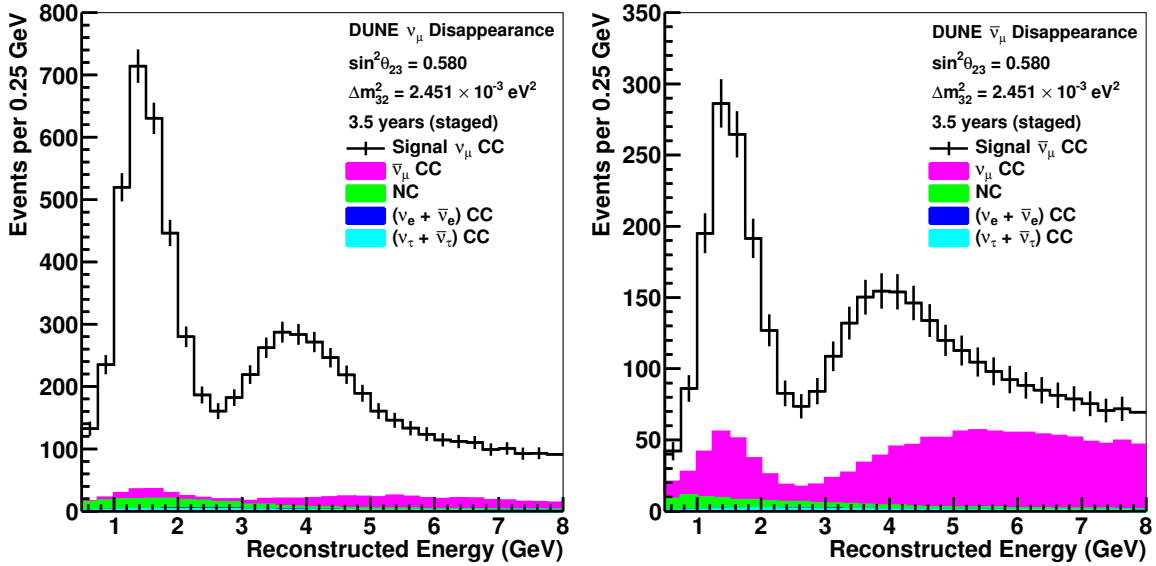 DUNE νμ Disappearance
sin²θ₂₃ = 0.580
Δm²₃₂ = 2.451 × 10⁻³ eV²
3.5 years (staged)
Signal νμ CC
ν̄μ CC
NC
(νe + ν̄e) CC
(ντ + ν̄τ) CC
Events per 0.25 GeV
800
700
600
500
400
300
200
100
0
1 2 3 4 5 6 7 8
Reconstructed Energy (GeV)
DUNE ν̄μ Disappearance
sin²θ₂₃ = 0.580
Δm²₃₂ = 2.451 × 10⁻³ eV²
3.5 years (staged)
Signal ν̄μ CC
νμ CC
NC
(νe + ν̄e) CC
(ντ + ν̄τ) CC
Events per 0.25 GeV
350
300
250
200
150
100
50
0
1 2 3 4 5 6 7 8
Reconstructed Energy (GeV)